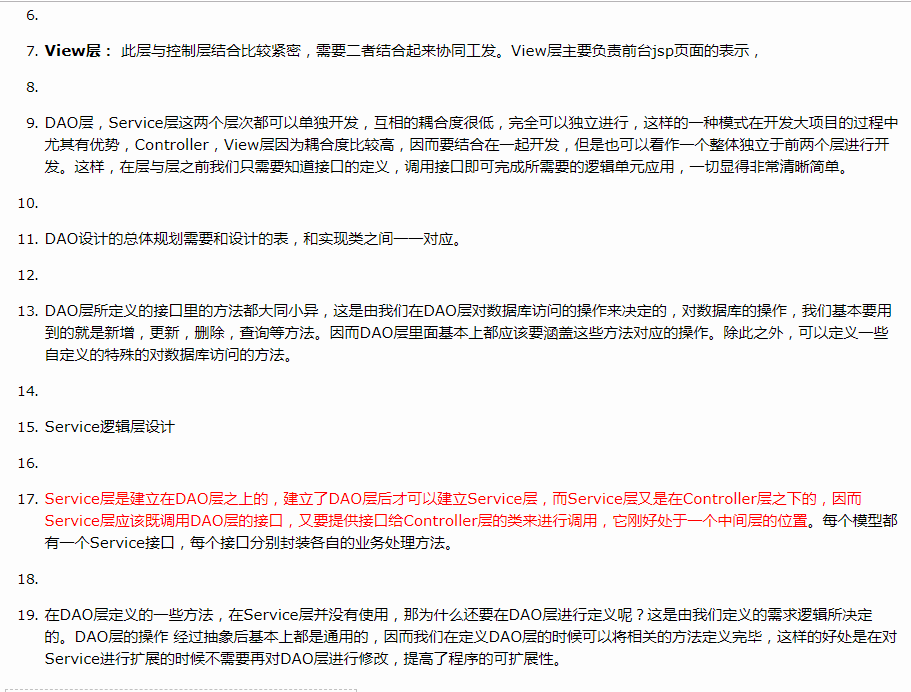 6.
7. View层： 此层与控制层结合比较紧密，需要二者结合起来协同工发。View层主要负责前台jsp页面的表示，
8.
9. DAO层，Service层这两个层次都可以单独开发，互相的耦合度很低，完全可以独立进行，这样的一种模式在开发大项目的过程中
尤其有优势，Controller，View层因为耦合度比较高，因而要结合在一起开发，但是也可以看作一个整体独立于前两个层进行开
发。这样，在层与层之前我们只需要知道接口的定义，调用接口即可完成所需要的逻辑单元应用，一切显得非常清晰简单。
10.
11. DAO设计的总体规划需要和设计的表，和实现类之间一一对应。
12.
13. DAO层所定义的接口里的方法都大同小异，这是由我们在DAO层对数据库访问的操作来决定的，对数据库的操作，我们基本要用
到的就是新增，更新，删除，查询等方法。因而DAO层里面基本上都应该要涵盖这些方法对应的操作。除此之外，可以定义一些
自定义的特殊的对数据库访问的方法。
14.
15. Service逻辑层设计
16.
17. Service层是建立在DAO层之上的，建立了DAO层后才可以建立Service层，而Service层又是在Controller层之下的，因而
Service层应该既调用DAO层的接口，又要提供接口给Controller层的类来进行调用，它刚好处于一个中间层的位置。每个模型都
有一个Service接口，每个接口分别封装各自的业务处理方法。
18.
19. 在DAO层定义的一些方法，在Service层并没有使用，那为什么还要在DAO层进行定义呢？这是由我们定义的需求逻辑所决定
的。DAO层的操作 经过抽象后基本上都是通用的，因而我们在定义DAO层的时候可以将相关的方法定义完毕，这样的好处是在对
Service进行扩展的时候不需要再对DAO层进行修改，提高了程序的可扩展性。